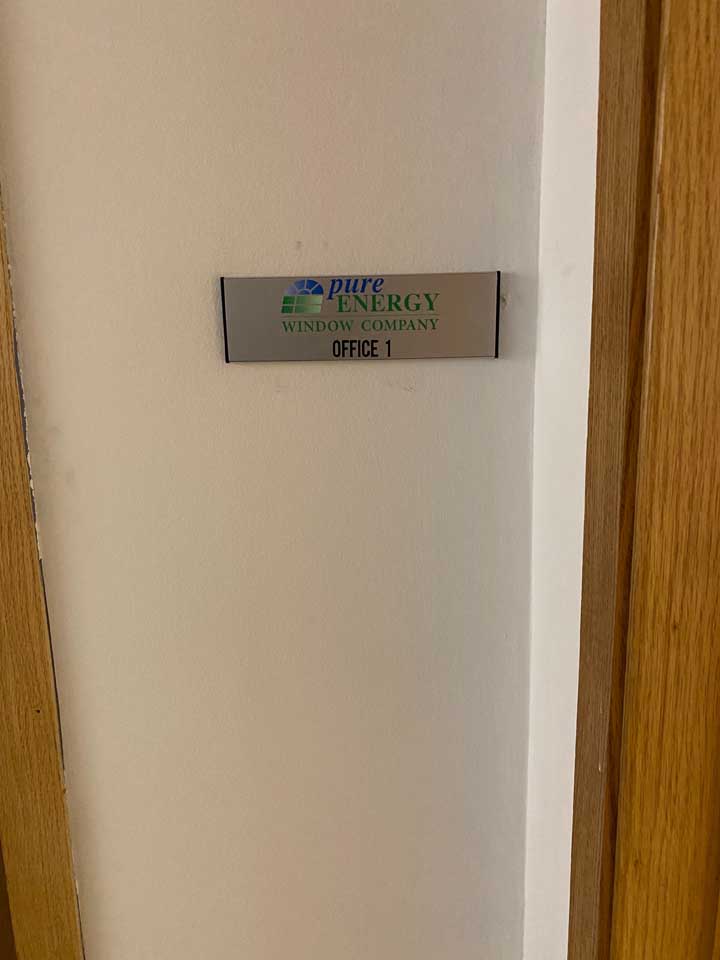 pure
ENERGY
WINDOW COMPANY
OFFICE 1